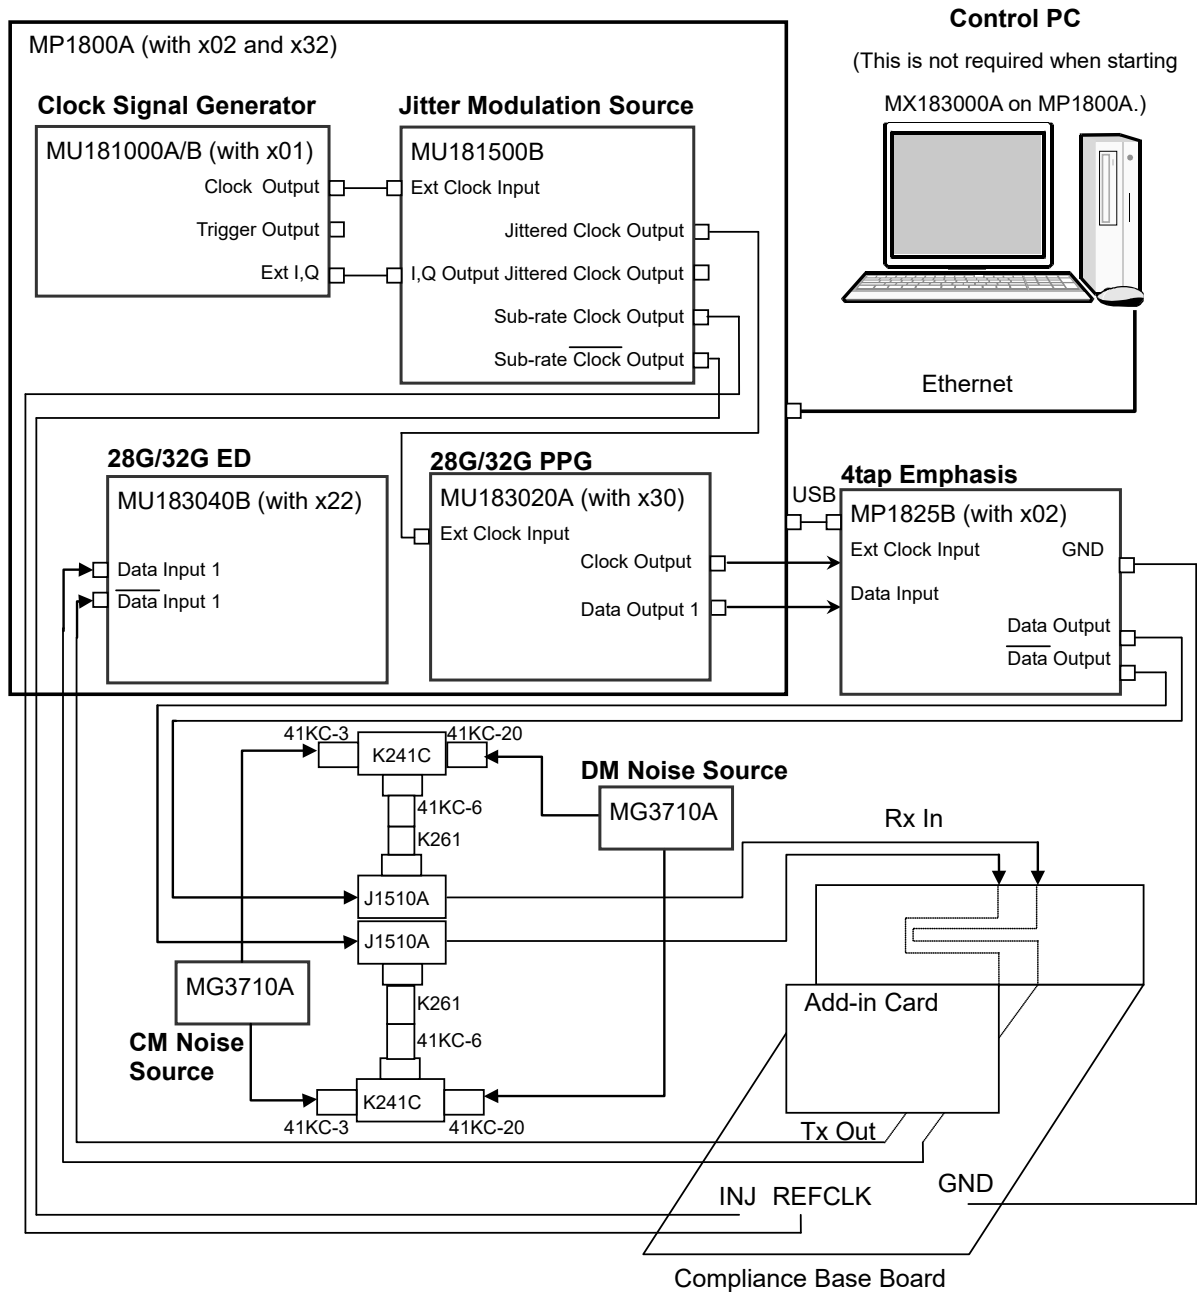 Control PC
(This is not required when starting
MX183000A on MP1800A.)
MP1800A (with x02 and x32)
Clock Signal Generator
Jitter Modulation Source
MU181000A/B (with x01)
Clock Output
Trigger Output
Ext I,Q
MU181500B
Ext Clock Input
Jittered Clock Output
I,Q Output Jittered Clock Output
Sub-rate Clock Output
Sub-rate Clock Output
Ethernet
28G/32G ED
MU183040B (with x22)
Data Input 1
Data Input 1
28G/32G PPG
MU183020A (with x30)
Ext Clock Input
Clock Output
Data Output 1
4tap Emphasis
USB
MP1825B (with x02)
Ext Clock Input
GND
Data Input
Data Output
Data Output
41KC-3
41KC-20
K241C
41KC-6
K261
J1510A
DM Noise Source
MG3710A
Rx In
J1510A
K261
41KC-6
MG3710A
CM Noise
Source
K241C
41KC-3
41KC-20
Add-in Card
Tx Out
INJ REFCLK
GND
Compliance Base Board